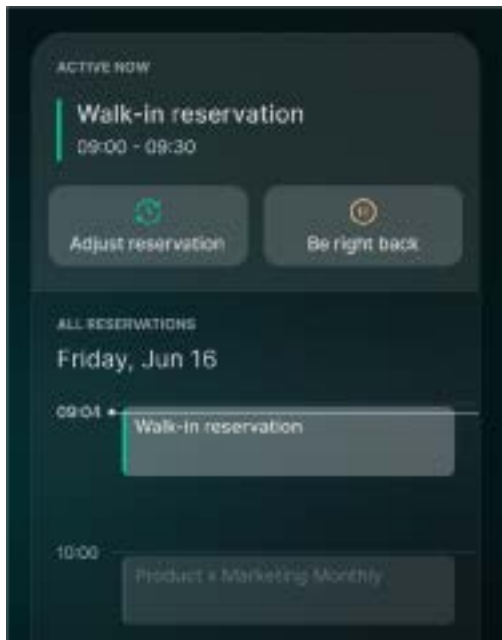 ACTIVE NOW
Walk-in reservation
09:00 - 09:30
Adjust reservation
Be right back
ALL RESERVATIONS
Friday, Jun 16
09:04
Walk-in reservation
10:00
Product x Marketing Monthly